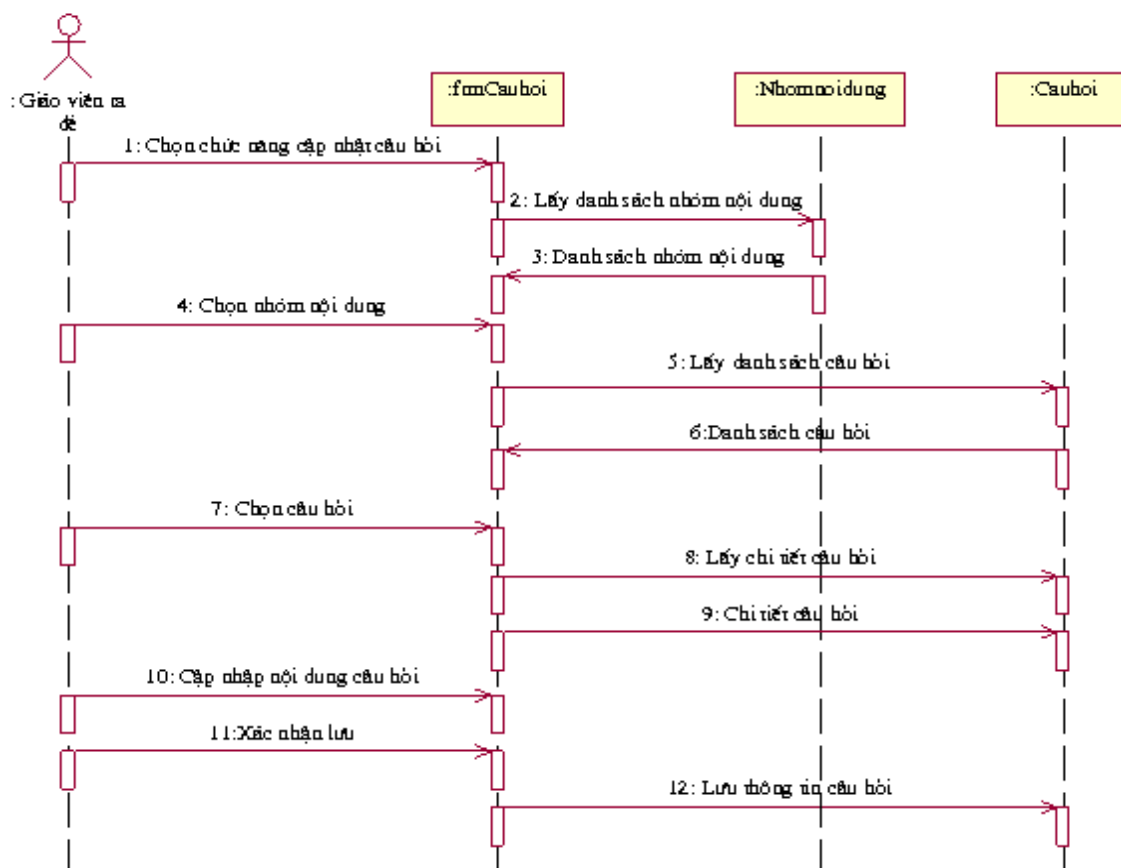 : Giáo viên ra
đề
:frmCauhoi
:Nhomnoidung
:Cauhoi
1: Chọn chức năng cập nhật câu hỏi
2: Lấy danh sách nhóm nội dung
3: Danh sách nhóm nội dung
4: Chọn nhóm nội dung
5: Lấy danh sách câu hỏi
6:Danh sách câu hỏi
7: Chọn câu hỏi
8: Lấy chi tiết câu hỏi
9: Chi tiết câu hỏi
10: Cập nhập nội dung câu hỏi
11:Xác nhận lưu
12: Lưu thông tin câu hỏi